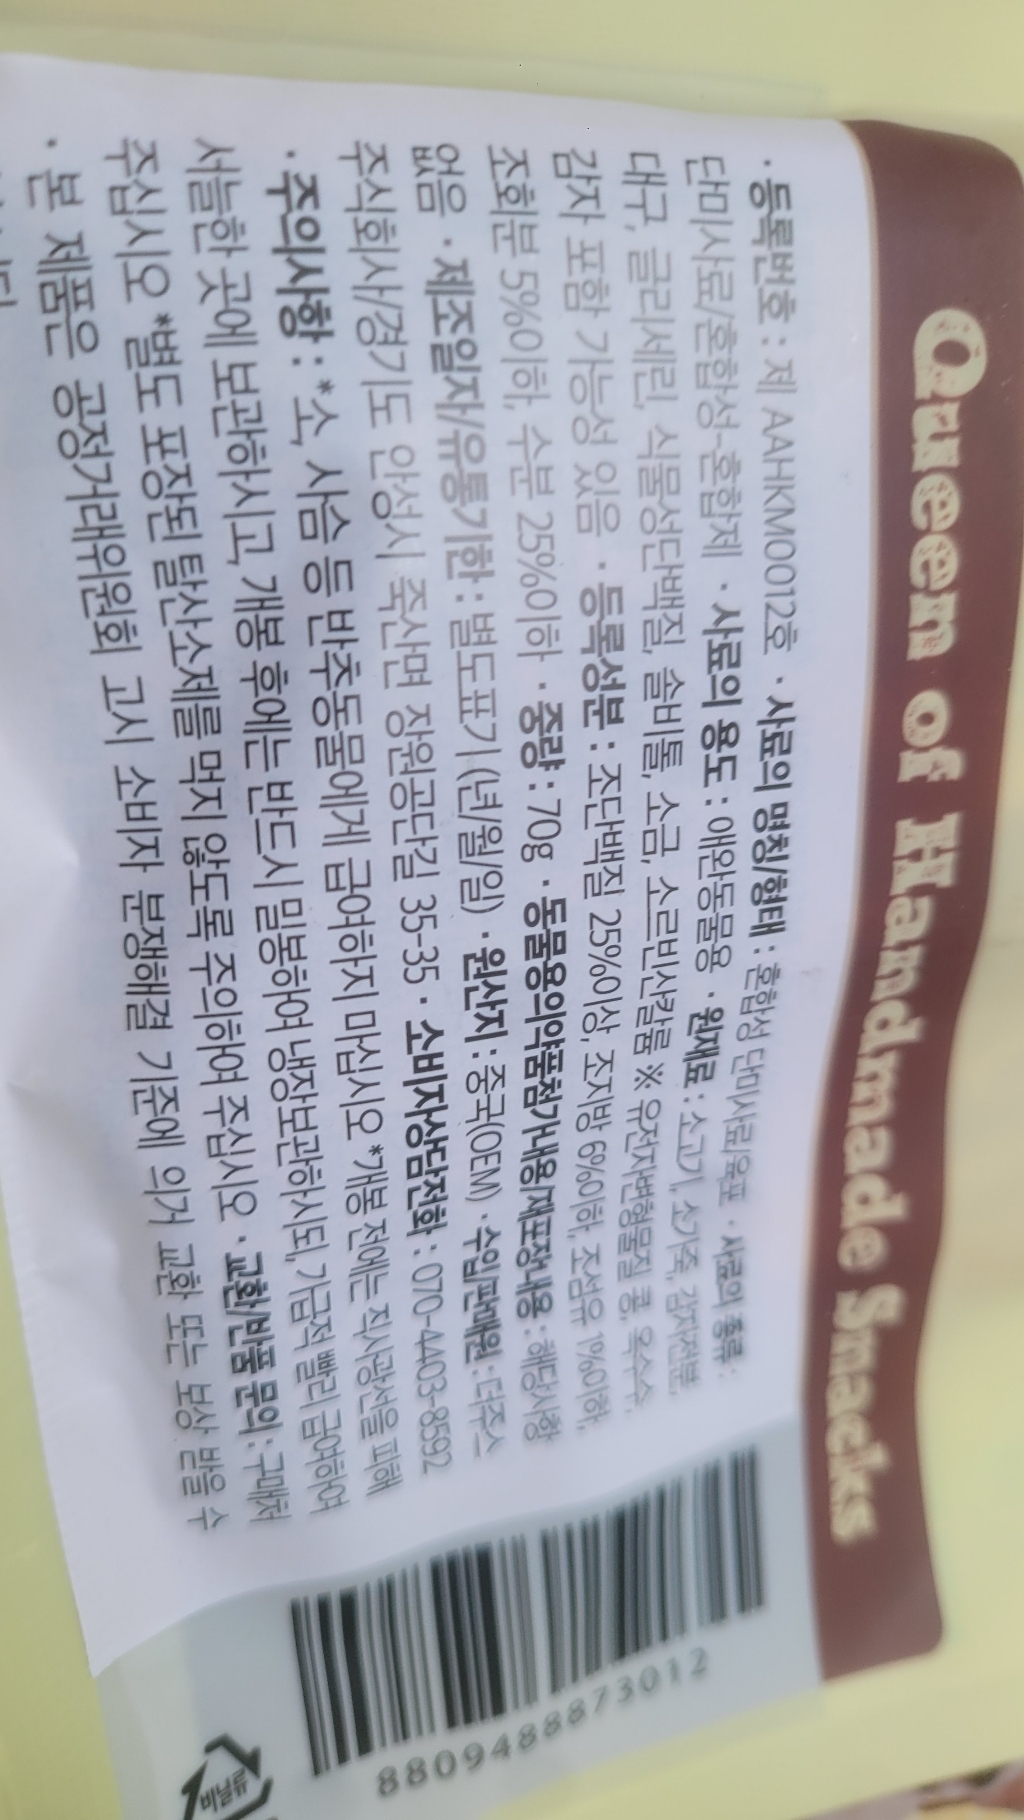 Queen of Handmade Snacks
· 등록번호 : 제 AAHKM0012호 · 사료의 명칭/형태 : 혼합성 단미사료/육포 · 사료의 종류 :
단미사료/혼합성-혼합제 · 사료의 용도 : 애완동물용 · 원재료 : 소고기, 소가죽, 감자전분,
대구, 글리세린, 식물성단백질, 솔비톨, 소금, 소르빈산칼륨 ※ 유전자변형물질 콩, 옥수수,
감자 포함 가능성 있음 · 등록성분 : 조단백질 25%이상, 조지방 6%이하, 조섬유 1%이하,
조회분 5%이하, 수분 25%이하 · 중량 : 70g · 동물용의약품첨가내용/재포장내용 : 해당사항
없음 · 제조일자/유통기한 : 별도표기 (년/월/일) · 원산지 : 중국(OEM) · 수입판매원 : 더주스
주식회사/경기도 안성시 죽산면 장원공단길 35-35 · 소비자상담전화 : 070-4403-8592
· 주의사항 : *소, 사슴 등 반추동물에게 급여하지 마십시오 *개봉 전에는 직사광선을 피해
사늘한 곳에 보관하시고, 개봉 후에는 반드시 밀봉하여 냉장보관하시되, 가급적 빨리 급여하여
주십시오 *별도 포장된 탈산소제를 먹지 않도록 주의하여 주십시오 · 교환/반품 문의 : 구매처
· 본 제품은 공정거래위원회 고시 소비자 분쟁해결 기준에 의거 교환 또는 보상 받을 수
8809488873012
비닐류